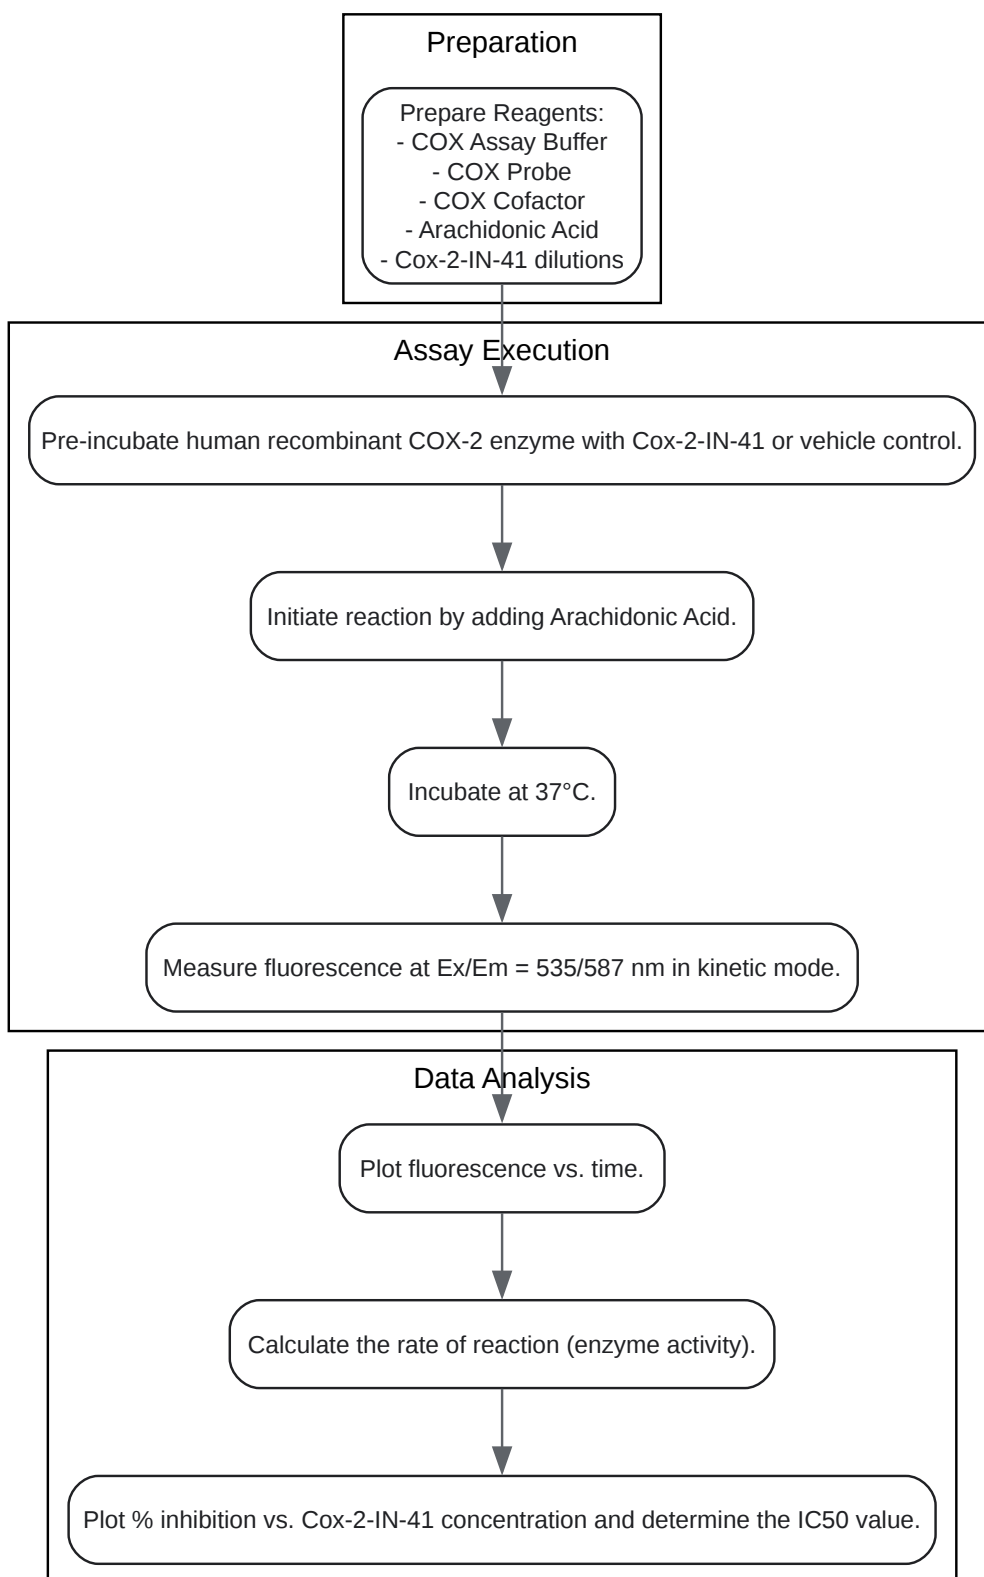 Preparation
Prepare Reagents:
- COX Assay Buffer
- COX Probe
- COX Cofactor
- Arachidonic Acid
- Cox-2-IN-41 dilutions
Assay Execution
Pre-incubate human recombinant COX-2 enzyme with Cox-2-IN-41 or vehicle control.
Initiate reaction by adding Arachidonic Acid.
Incubate at 37°C.
Measure fluorescence at Ex/Em = 535/587 nm in kinetic mode.
Data Analysis
Plot fluorescence vs. time.
Calculate the rate of reaction (enzyme activity).
Plot % inhibition vs. Cox-2-IN-41 concentration and determine the IC50 value.